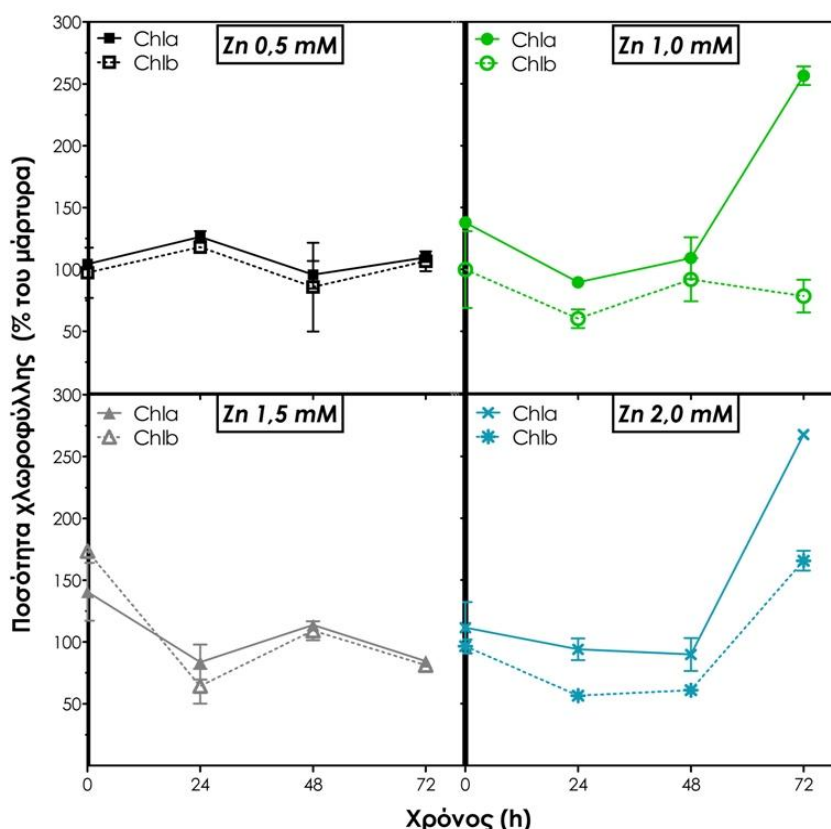 Ποσότητα χλωροφύλλης (% του μάρτυρα)
300
250
200
150
100
50
Chla
Chlb
Zn 0,5 mM
Chla
Chlb
Zn 1,0 mM
300
250
200
150
100
50
Chla
Chlb
Zn 1,5 mM
Chla
Chlb
Zn 2,0 mM
0 24 48 72 0 24 48 72
Χρόνος (h)